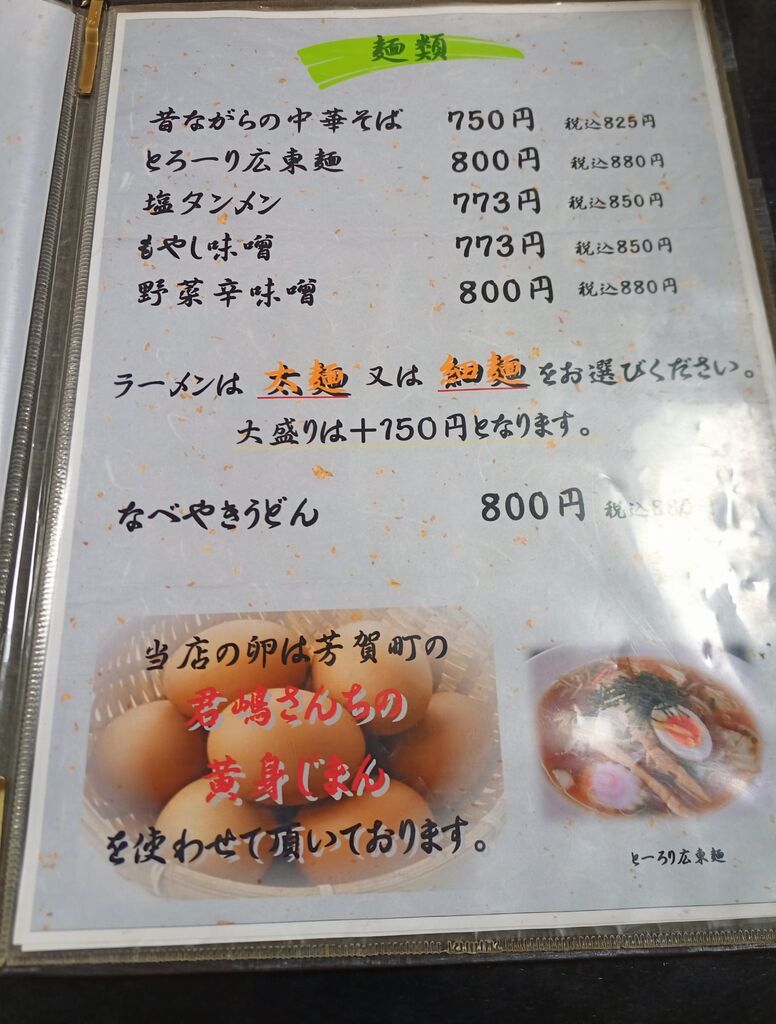 麺類
昔ながらの中華そば 750円 税込825円
とろーり広東麺 800円 税込880円
塩タンメン 773円 税込850円
もやし味噌 773円 税込850円
野菜辛味噌 800円 税込880円
ラーメンは 太麺 又は 細麺 をお選びください。
大盛りは+150円となります。
なべやきうどん 800円 税込880
当店の卵は芳賀町の
君嶋さんちの
黄身じまん
を使わせて頂いております。
とーろり広東麺